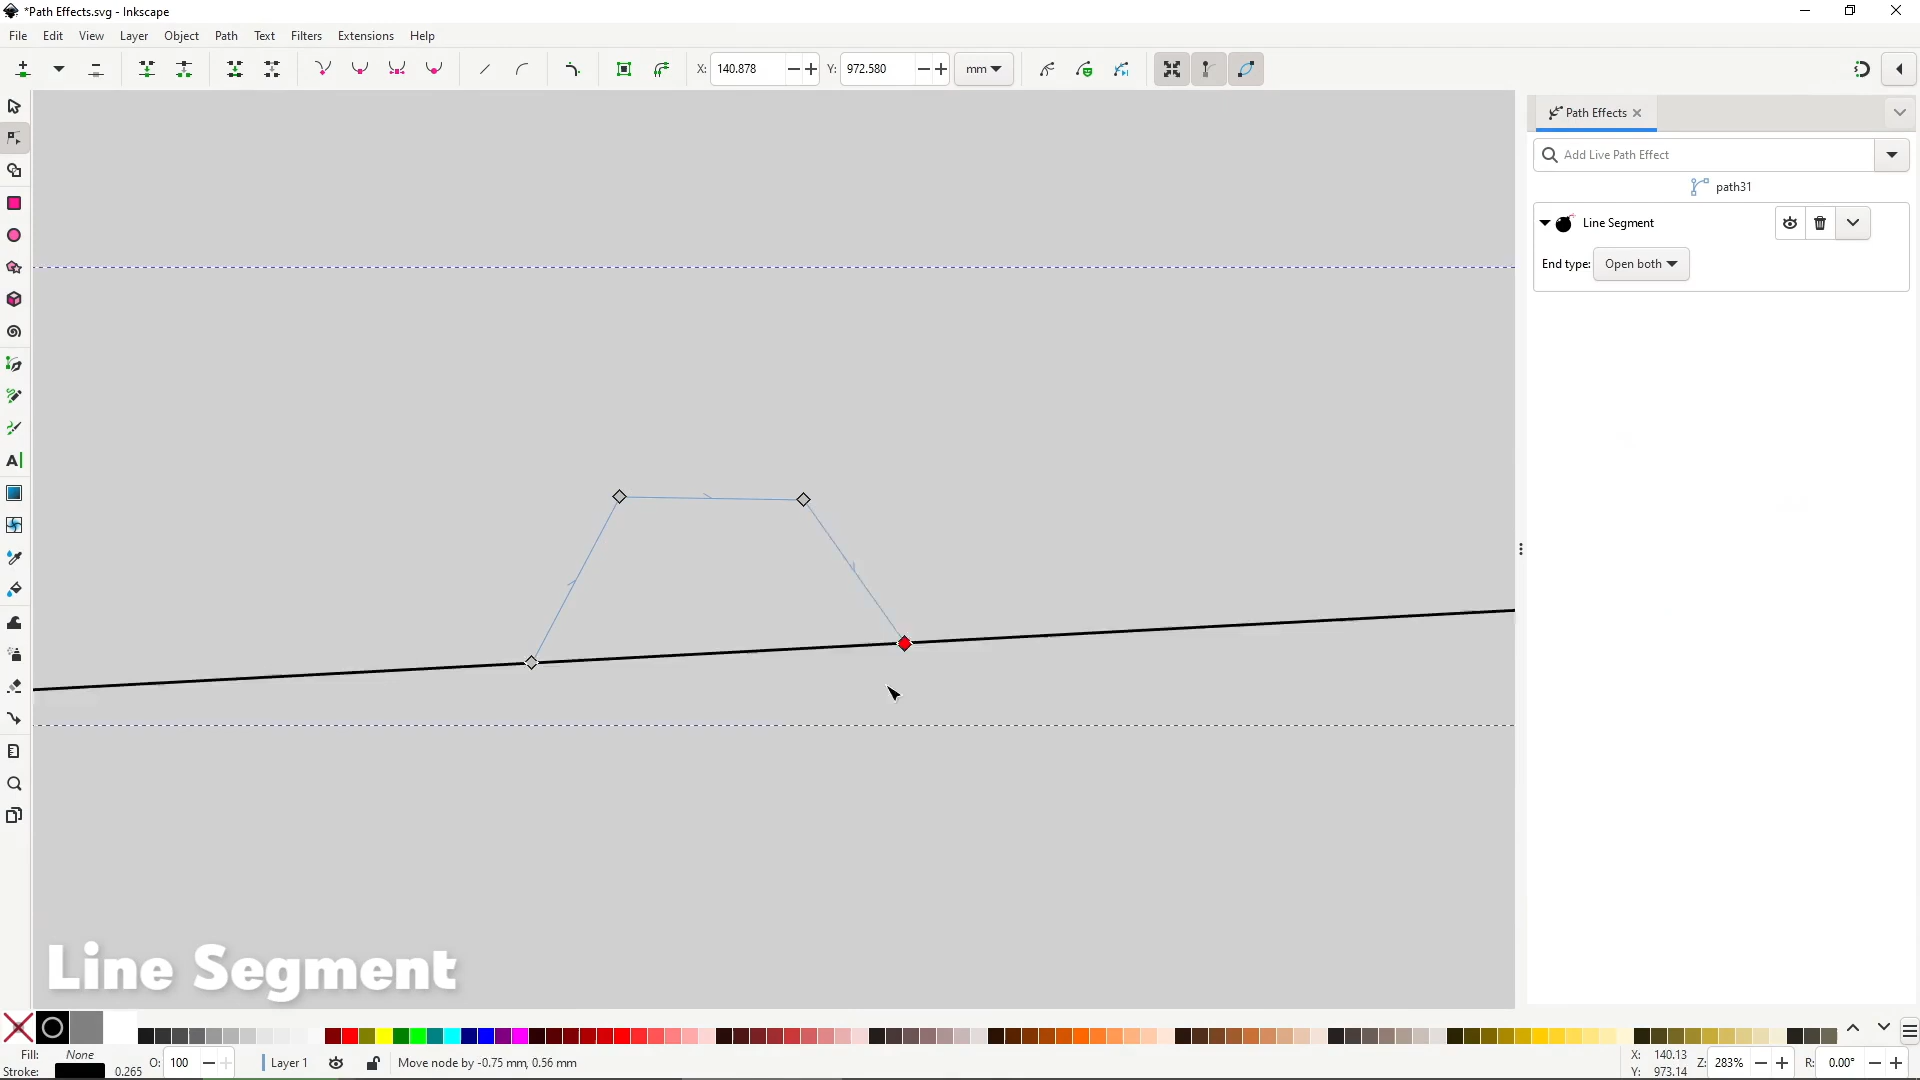 *Path Effects.svg - Inkscape
File Edit View Layer Path Object Path Text Filters Extensions Help
X: 140.878 Y: 972.580 mm
Path Effects
Add Live Path Effect
path31
Line Segment
End type: Open both
Line Segment
Fill: None O: 100 Layer 1 Move node by -0.75 mm, 0.56 mm X: 140.13 Z: 283% R: 0.00°
Stroke: 0.265 Y: 973.14